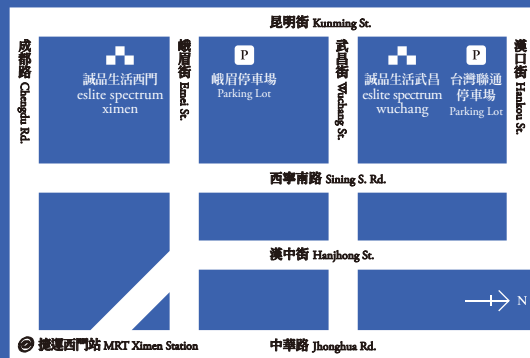 昆明街 Kunming St.
成都路 Chengdu Rd.
誠品生活西門
eslite spectrum
ximen
峨眉街 Emei St.
P
峨眉停車場
Parking Lot
武昌街 Wuchang St.
誠品生活武昌
eslite spectrum
wuchang
P
台灣聯通
停車場
Parking Lot
漢口街 Hankou St.
西寧南路 Sining S. Rd.
漢中街 Hanjhong St.
N
捷運西門站 MRT Ximen Station
中華路 Jhonghua Rd.